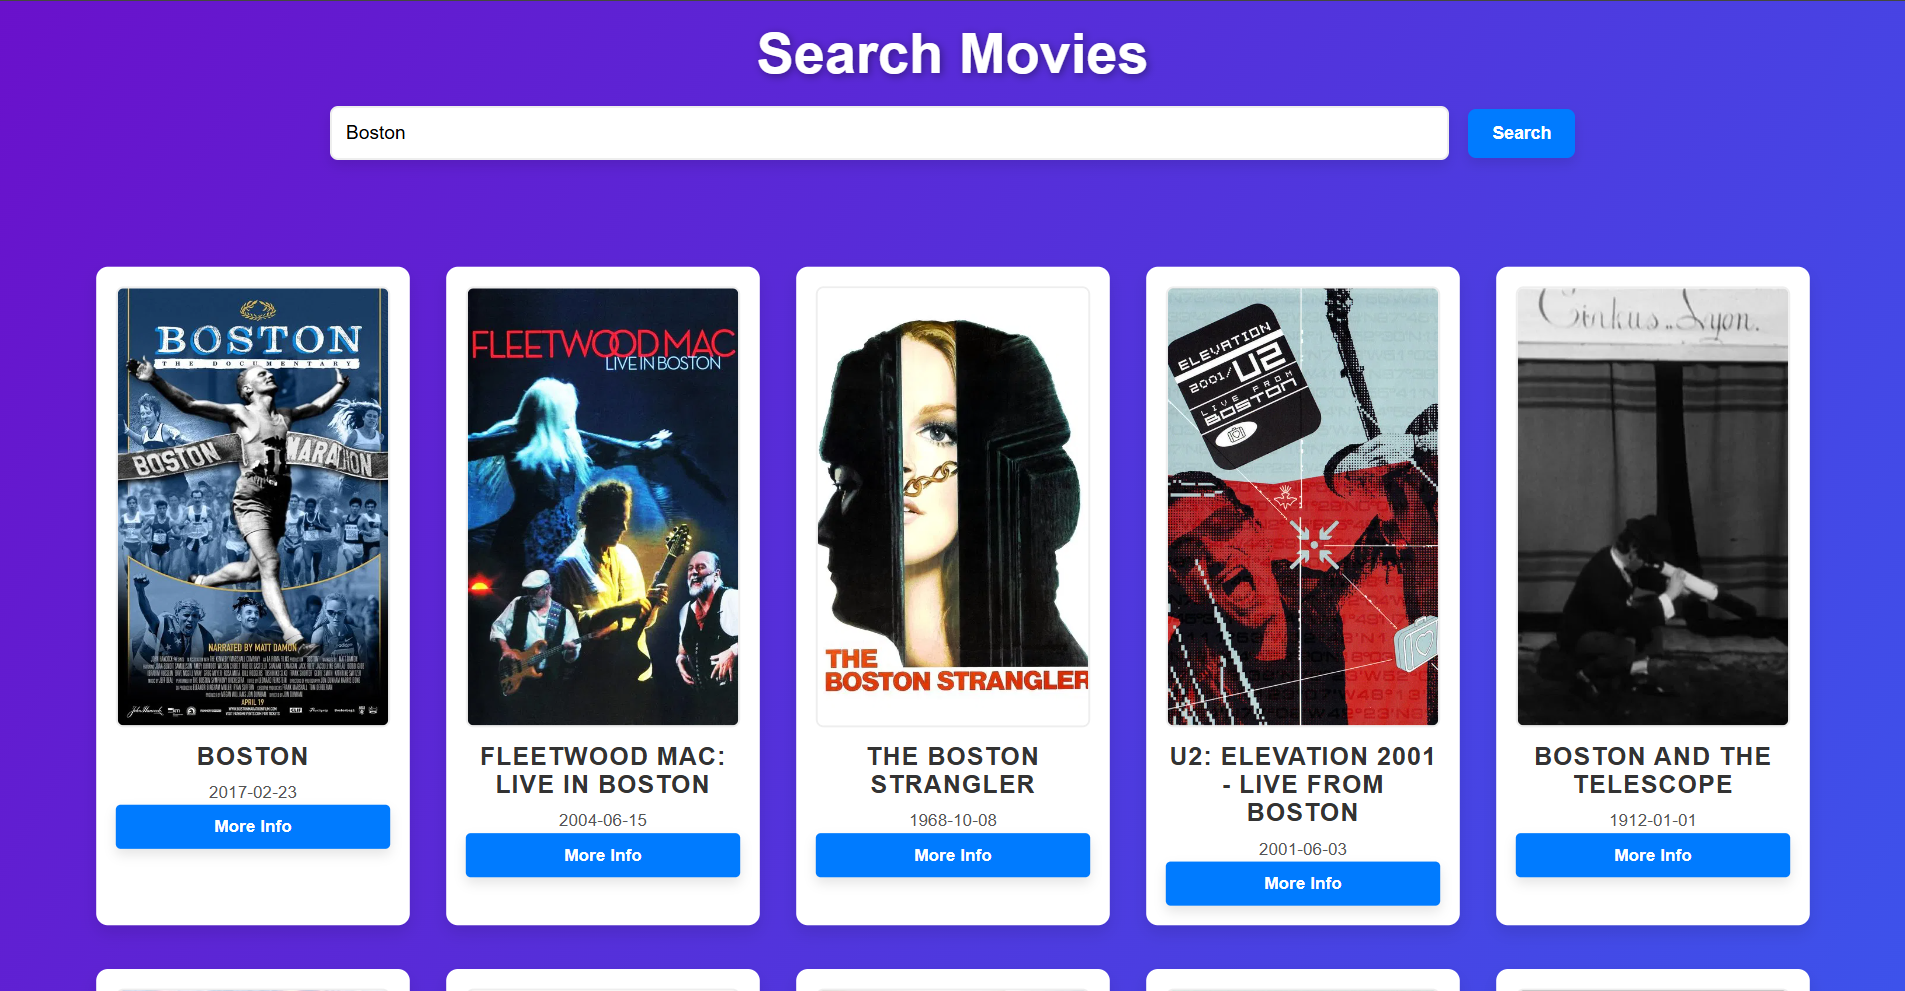 Search Movies
Boston
Search
BOSTON
THE DOCUMENTARY
BOSTON MARATHON
NARRATED BY MATT DAMON
APRIL 19
BOSTON
2017-02-23
More Info
FLEETWOOD MAC
LIVE IN BOSTON
FLEETWOOD MAC:
LIVE IN BOSTON
2004-06-15
More Info
THE
BOSTON STRANGLER
THE BOSTON
STRANGLER
1968-10-08
More Info
ELEVATION
2001/U2
LIVE FROM
BOSTON
U2: ELEVATION 2001
- LIVE FROM
BOSTON
2001-06-03
More Info
Cirkus Lyon.
BOSTON AND THE
TELESCOPE
1912-01-01
More Info